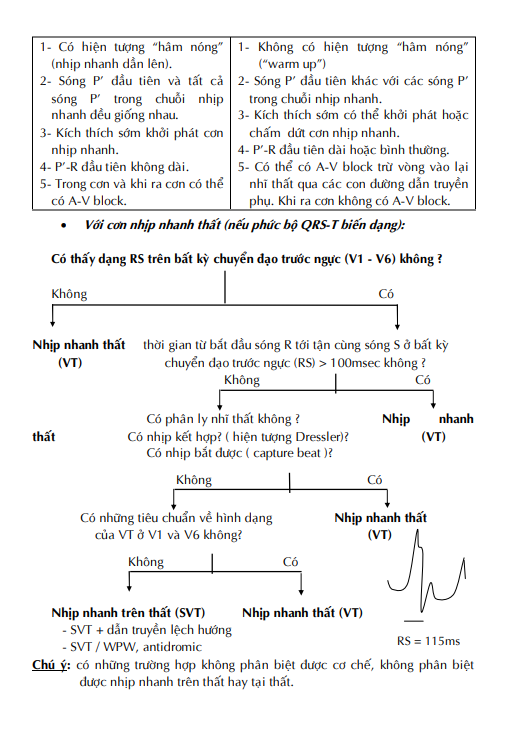 1- Có hiện tượng "hâm nóng"
(nhịp nhanh dần lên).
2- Sóng P' đầu tiên và tất cả
sóng P' trong chuỗi nhịp
nhanh đều giống nhau.
3- Kích thích sớm khởi phát cơn
nhịp nhanh.
4- P'-R đầu tiên không dài.
5- Trong cơn và khi ra cơn có thể
có A-V block.
1- Không có hiện tượng "hâm nóng"
("warm up")
2- Sóng P' đầu tiên khác với các sóng P'
trong chuỗi nhịp nhanh.
3- Kích thích sớm có thể khởi phát hoặc
chấm dứt cơn nhịp nhanh.
4- P'-R đầu tiên dài hoặc bình thường.
5- Có thể có A-V block trừ vòng vào lại
nhĩ thất qua các con đường dẫn truyền
phụ. Khi ra cơn không có A-V block.
• Với cơn nhịp nhanh thất (nếu phức bộ QRS-T biến dạng):
Có thấy dạng RS trên bất kỳ chuyển đạo trước ngực (V1 - V6) không ?
Không Có
Nhịp nhanh thất thời gian từ bắt đầu sóng R tới tận cùng sóng S ở bất kỳ
(VT) chuyển đạo trước ngực (RS) > 100msec không ?
Không Có
Có phân ly nhĩ thất không ? Nhịp nhanh
thất Có nhịp kết hợp? ( hiện tượng Dressler)? (VT)
Có nhịp bắt được ( capture beat )?
Không Có
Có những tiêu chuẩn về hình dạng Nhịp nhanh thất
của VT ở V1 và V6 không? (VT)
Không Có
Nhịp nhanh trên thất (SVT) Nhịp nhanh thất (VT)
- SVT + dẫn truyền lệch hướng
- SVT / WPW, antidromic
RS = 115ms
Chú ý: có những trường hợp không phân biệt được cơ chế, không phân biệt
được nhịp nhanh trên thất hay tại thất.